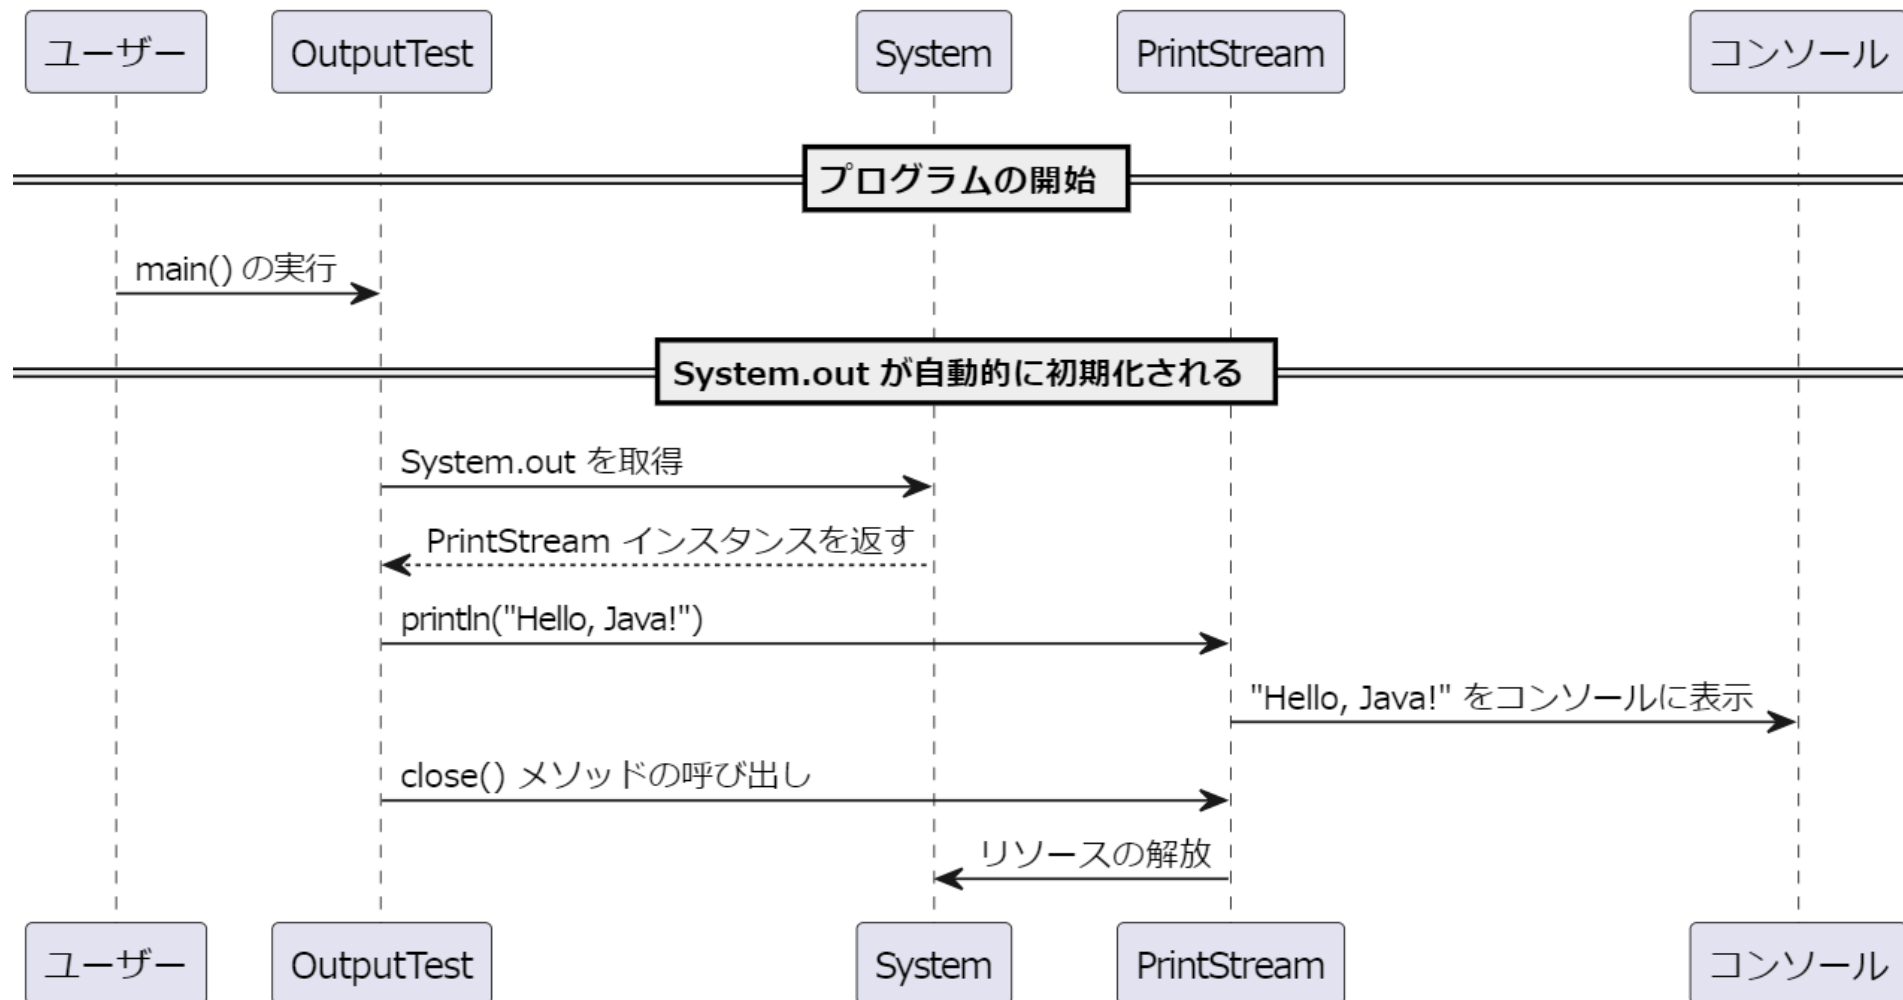 ユーザー
OutputTest
System
PrintStream
コンソール
プログラムの開始
main() の実行
System.out が自動的に初期化される
System.out を取得
PrintStream インスタンスを返す
println("Hello, Java!")
"Hello, Java!" をコンソールに表示
close() メソッドの呼び出し
リソースの解放
ユーザー
OutputTest
System
PrintStream
コンソール